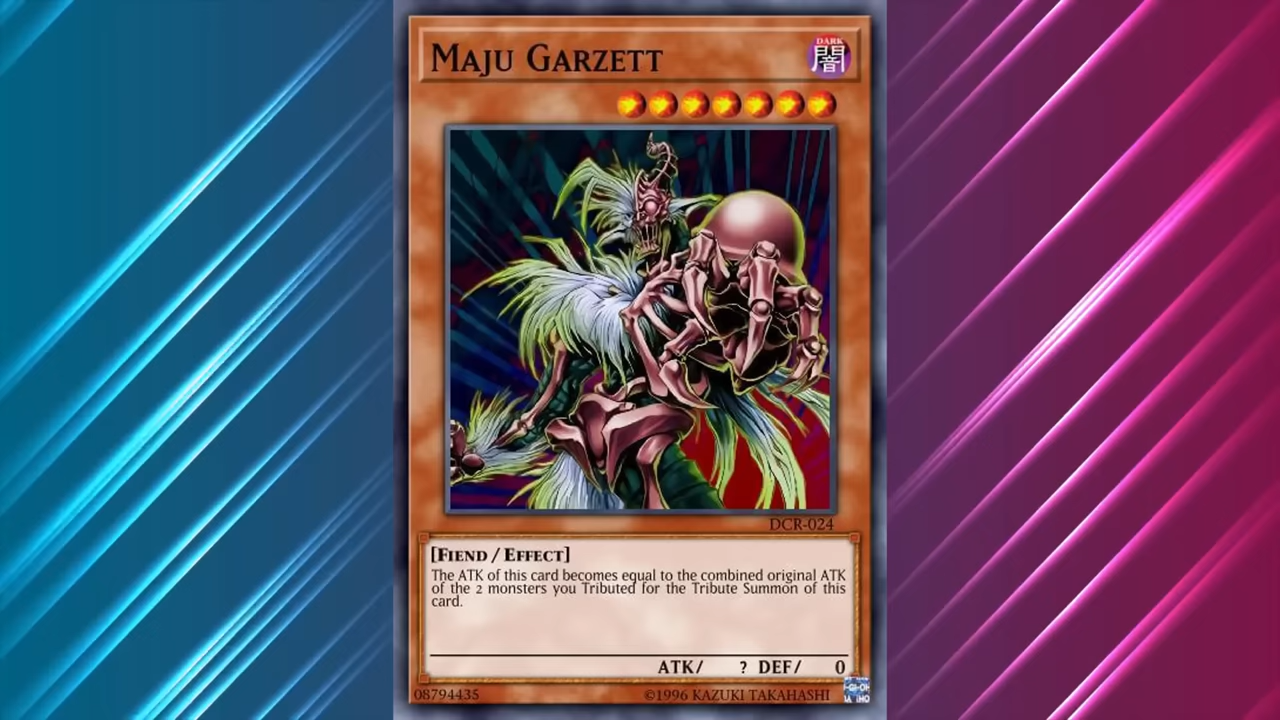 Maju Garzett
DARK
闇
DCR-024
[Fiend / Effect]
The ATK of this card becomes equal to the combined original ATK
of the 2 monsters you Tributed for the Tribute Summon of this
card.
ATK/ ? DEF/ 0
08794435
©1996 KAZUKI TAKAHASHI